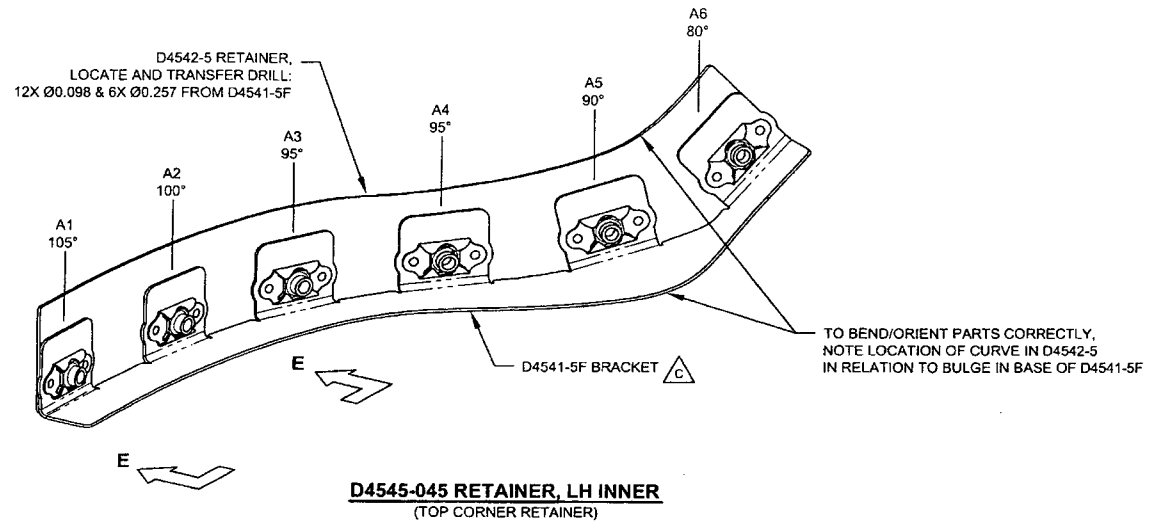 A6
80°
D4542-5 RETAINER,
LOCATE AND TRANSFER DRILL:
12X Ø0.098 & 6X Ø0.257 FROM D4541-5F
A5
90°
A4
95°
A3
95°
A2
100°
A1
105°
TO BEND/ORIENT PARTS CORRECTLY,
NOTE LOCATION OF CURVE IN D4542-5
IN RELATION TO BULGE IN BASE OF D4541-5F
E
D4541-5F BRACKET
C
E
D4545-045 RETAINER, LH INNER
(TOP CORNER RETAINER)